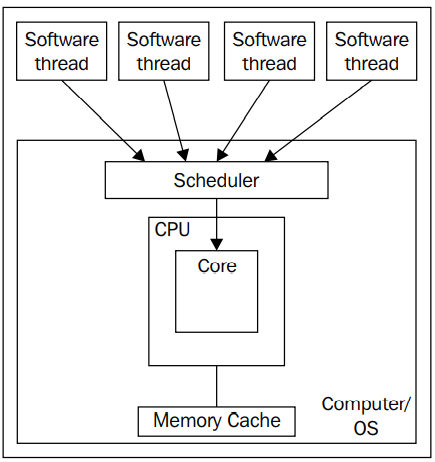 Software
thread
Software
thread
Software
thread
Software
thread
Scheduler
CPU
Core
Memory Cache
Computer/
OS